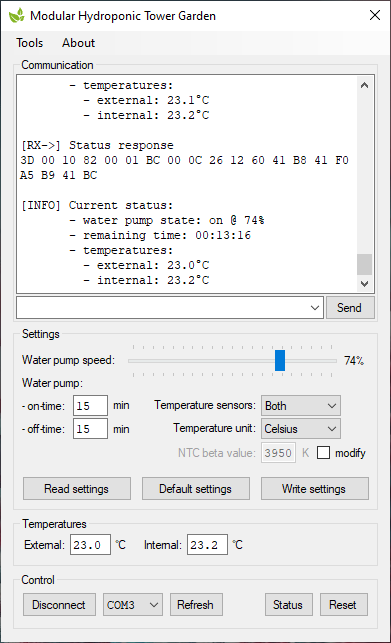 Modular Hydroponic Tower Garden
Tools About
Communication
- temperatures:
- external: 23.1°C
- internal: 23.2°C
[RX->] Status response
3D 00 10 82 00 01 BC 00 0C 26 12 60 41 B8 41 F0
A5 B9 41 BC
[INFO] Current status:
- water pump state: on @ 74%
- remaining time: 00:13:16
- temperatures:
- external: 23.0°C
- internal: 23.2°C
Send
Settings
Water pump speed: 74%
Water pump:
- on-time: 15 min Temperature sensors: Both
- off-time: 15 min Temperature unit: Celsius
NTC beta value: 3950 K modify
Read settings Default settings Write settings
Temperatures
External: 23.0 °C Internal: 23.2 °C
Control
Disconnect COM3 Refresh Status Reset